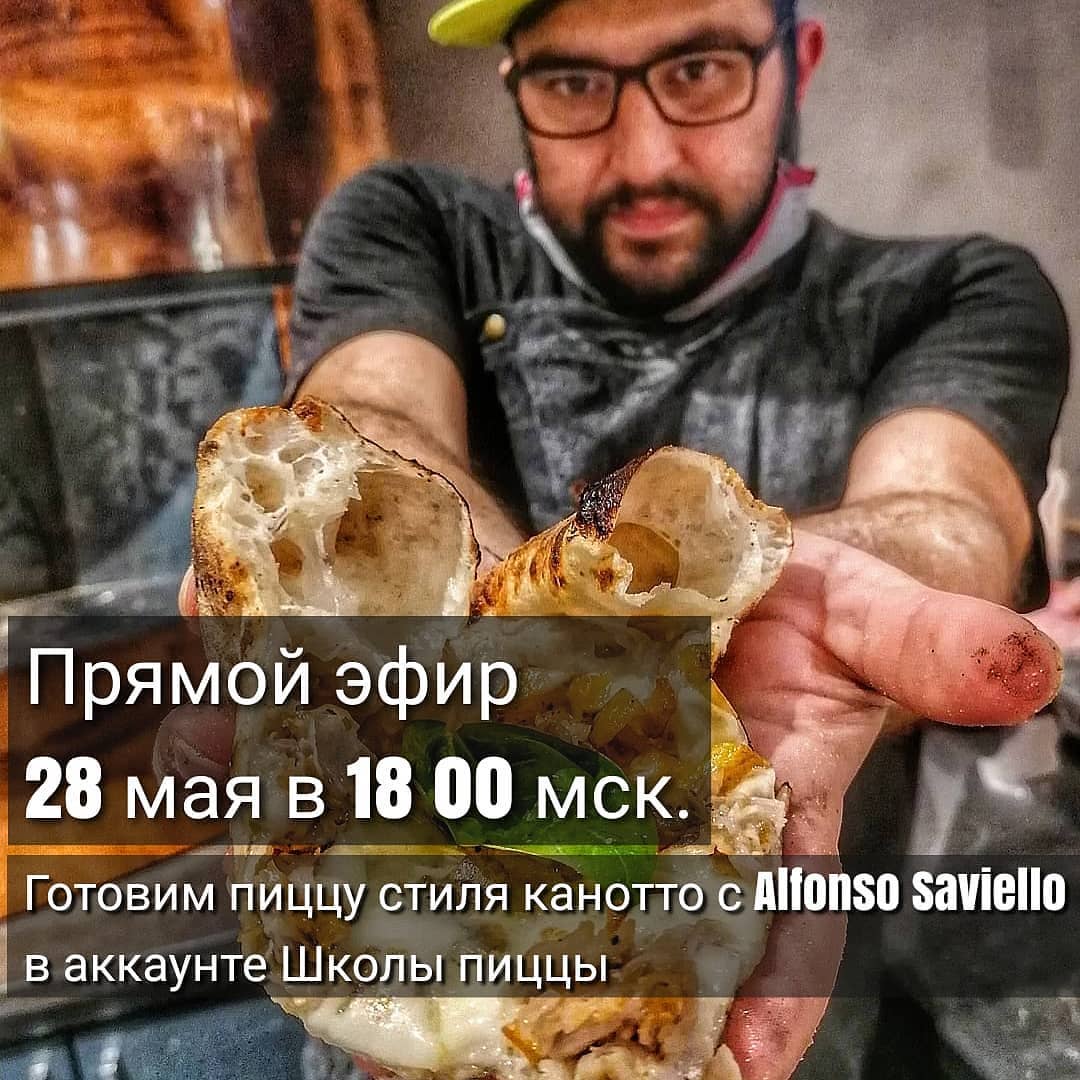 Прямой эфир
28 мая в 18 00 мск.
Готовим пиццу стиля канотто с Alfonso Saviello
в аккаунте Школы пиццы